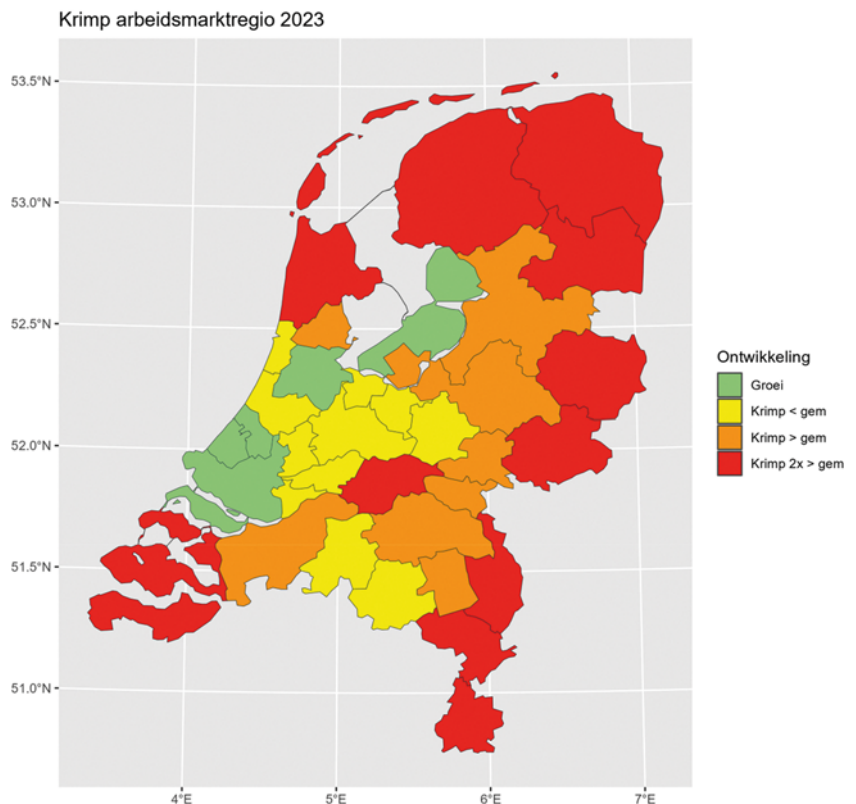 Krimp arbeidsmarktregio 2023
53.5°N
53.0°N
52.5°N
52.0°N
51.5°N
51.0°N
4°E
5°E
6°E
7°E
Ontwikkeling
Groei
Krimp < gem
Krimp > gem
Krimp 2x > gem